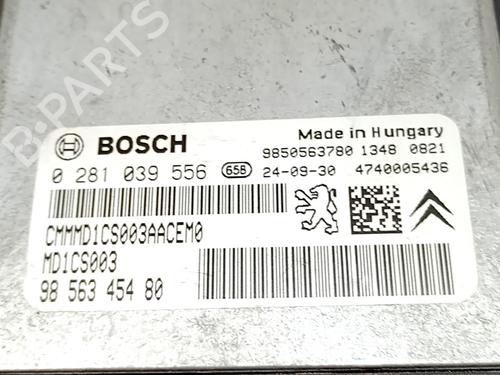 B-PARTS
BOSCH
Made in Hungary
0 281 039 556 658
9850563780 1348 0821
24-09-30 4740005436
CMMMD1CS003AACEM0
MD1CS003
98 563 454 80